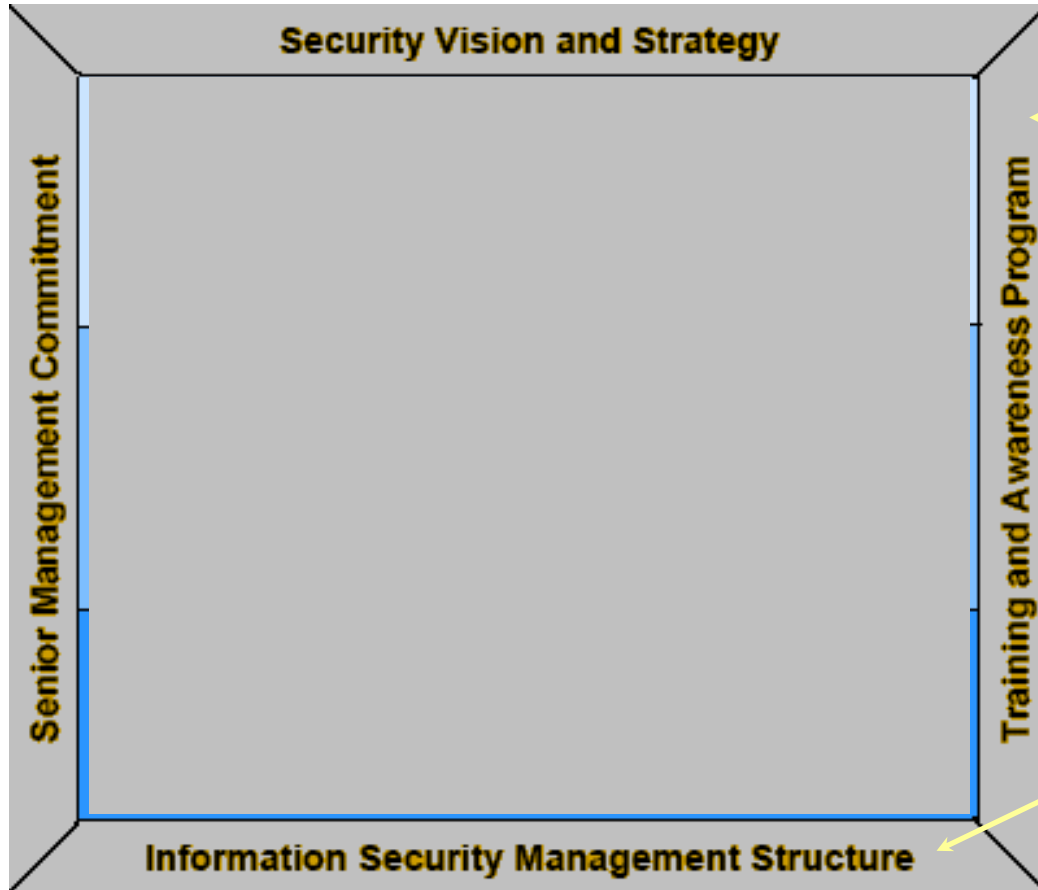 Security Vision and Strategy
Senior Management Commitment
Training and Awareness Program
Information Security Management Structure